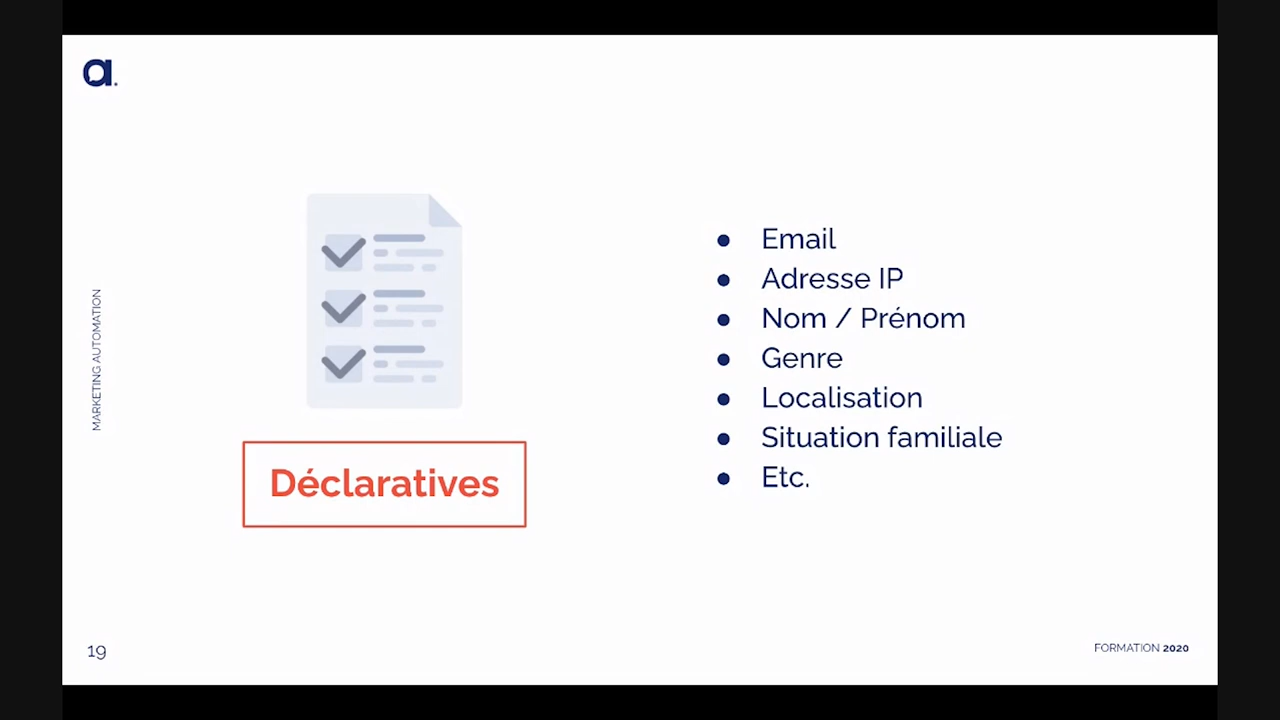 a.
MARKETING AUTOMATION
Déclaratives
● Email
● Adresse IP
● Nom / Prénom
● Genre
● Localisation
● Situation familiale
● Etc.
19
FORMATION 2020